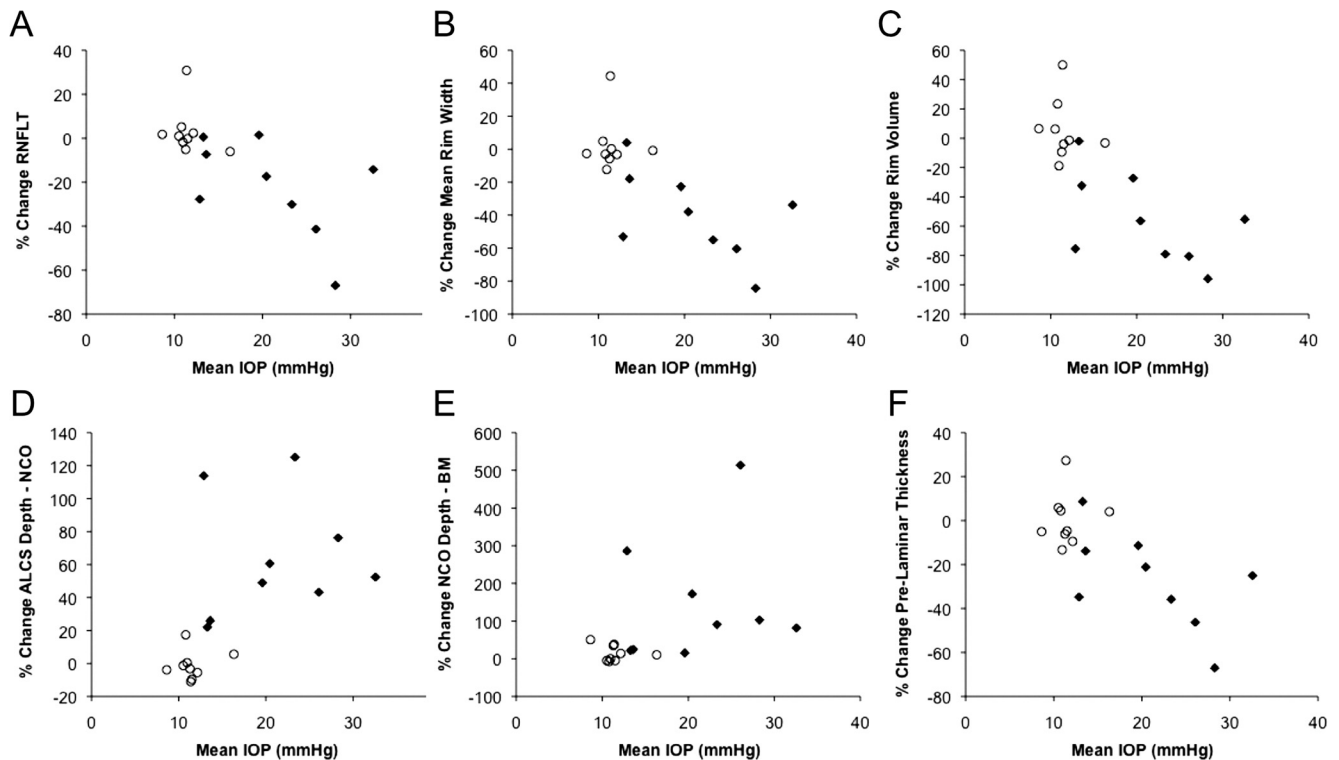 A
% Change RNFLT
40
20
0
-20
-40
-60
-80
0 10 20 30
Mean IOP (mmHg)
B
% Change Mean Rim Width
60
40
20
0
-20
-40
-60
-80
-100
0 10 20 30 40
Mean IOP (mmHg)
C
% Change Rim Volume
60
40
20
0
-20
-40
-60
-80
-100
-120
0 10 20 30 40
Mean IOP (mmHg)
D
% Change ALCS Depth - NCO
140
120
100
80
60
40
20
0
-20
0 10 20 30
Mean IOP (mmHg)
E
% Change NCO Depth - BM
600
500
400
300
200
100
0
-100
0 10 20 30 40
Mean IOP (mmHg)
F
% Change Pre-Laminar Thickness
40
20
0
-20
-40
-60
-80
0 10 20 30 40
Mean IOP (mmHg)